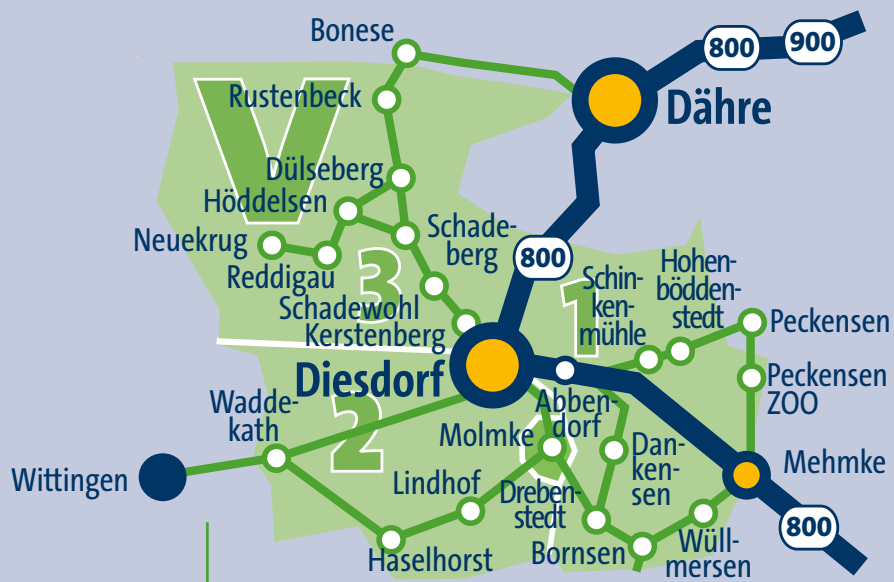 Bonese
800
900
V
Rustenbeck
Dähre
Dülseberg
Höddelsen
Neuekrug
Reddigau
Schade-
berg
800
3
Schadewohl
Kerstenberg
1
Schin-
ken-
mühle
Hohen-
bödden-
stedt
Peckensen
Peckensen
ZOO
Diesdorf
Wadde-
kath
2
Abben-
dorf
Molmke
Dan-
ken-
sen
Mehmke
Wittingen
Lindhof
Dreben-
stedt
800
Haselhorst
Bornsen
Wüll-
mersen